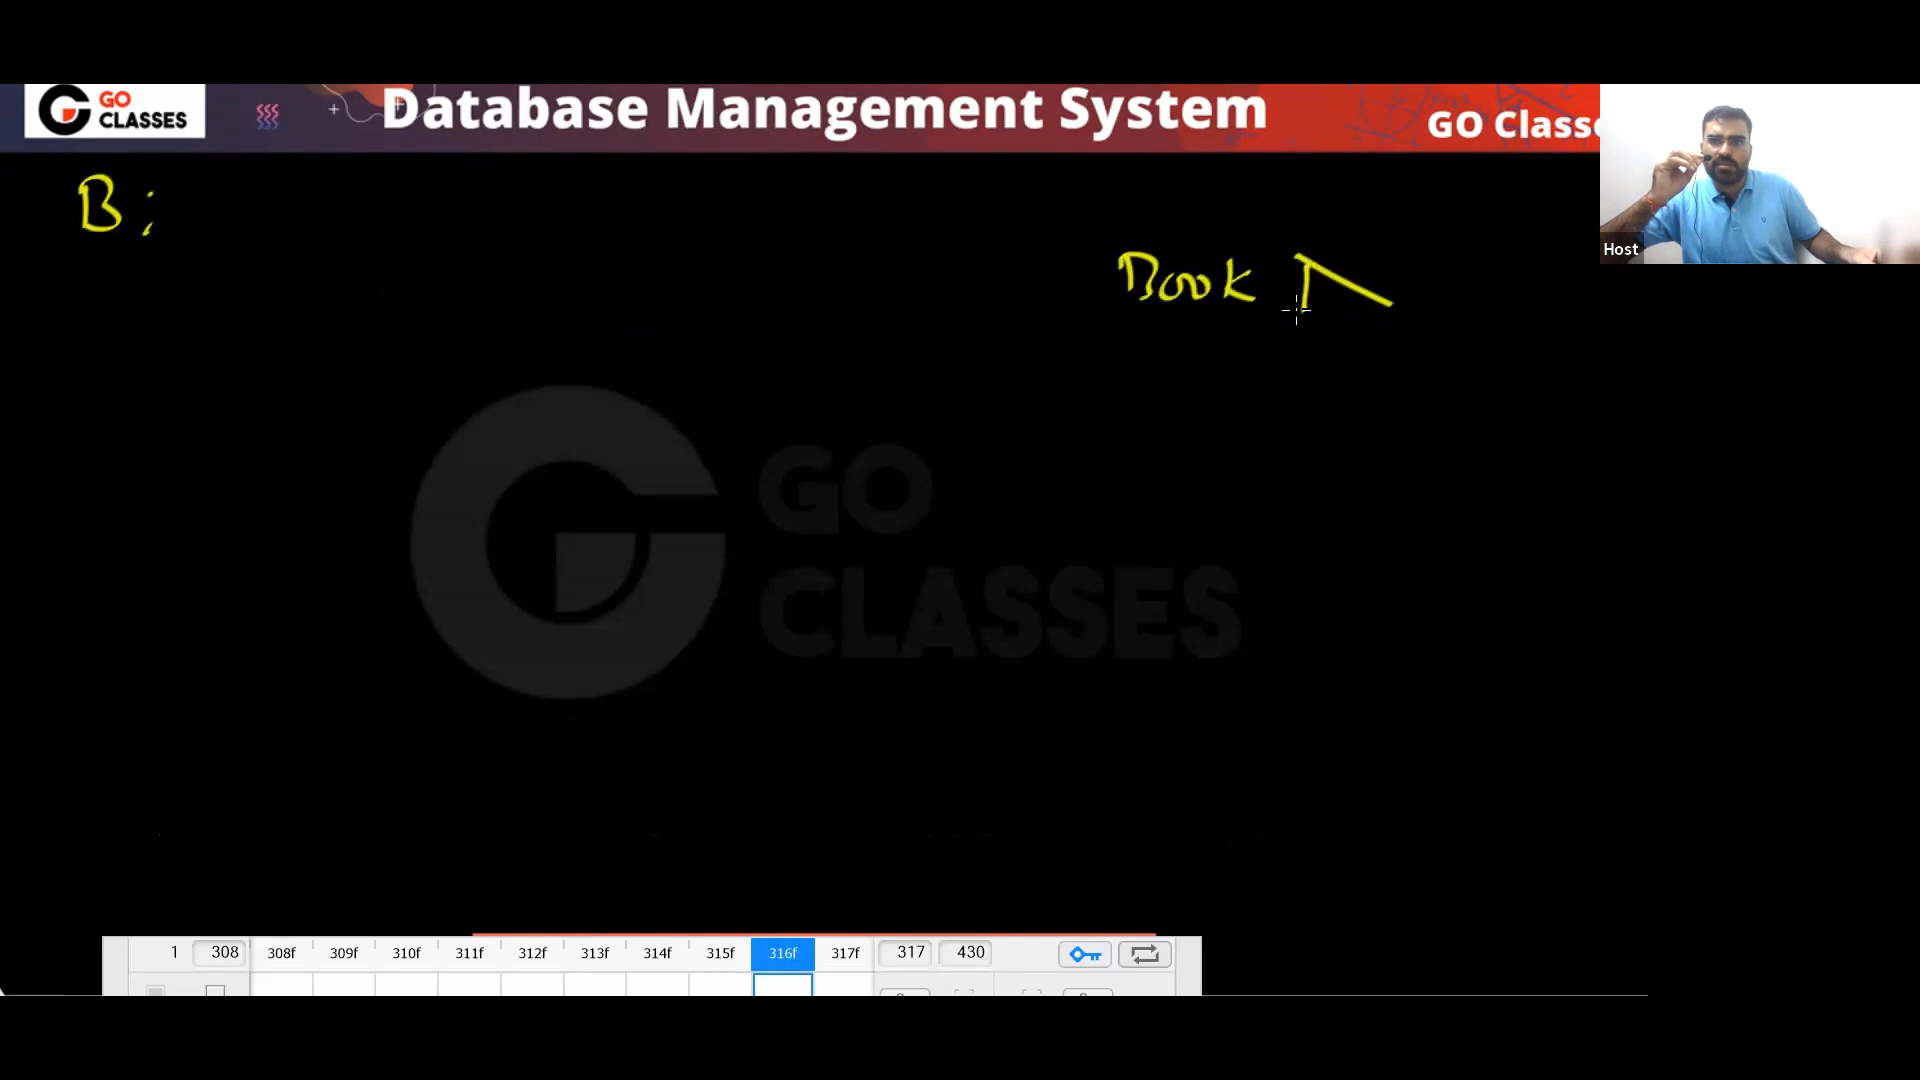 GO
CLASSES
Database Management System
GO Classe
Host
B ;
Book
GO
CLASSES
1 308 308f 309f 310f 311f 312f 313f 314f 315f 316f 317f 317 430